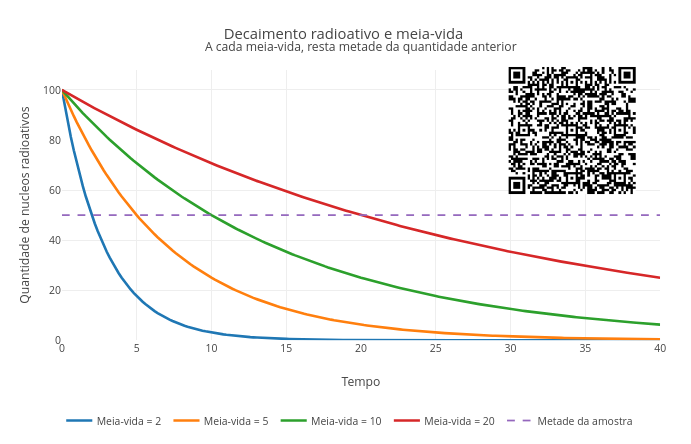 Decaimento radioativo e meia-vida
A cada meia-vida, resta metade da quantidade anterior
Quantidade de nucleos radioativos
100
80
60
40
20
0
0 5 10 15 20 25 30 35 40
Tempo
Meia-vida = 2 Meia-vida = 5 Meia-vida = 10 Meia-vida = 20 Metade da amostra